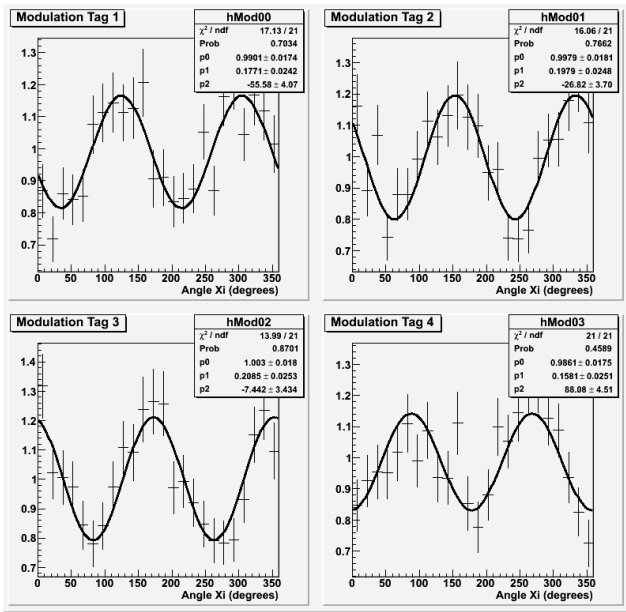 Modulation Tag 1
hMod00
χ² / ndf 17.13 / 21
Prob 0.7034
p0 0.9901 ± 0.0174
p1 0.1771 ± 0.0242
p2 -55.58 ± 4.07
1.3
1.2
1.1
1
0.9
0.8
0.7
0 50 100 150 200 250 300 350
Angle Xi (degrees)
Modulation Tag 2
hMod01
χ² / ndf 16.06 / 21
Prob 0.7662
p0 0.9979 ± 0.0181
p1 0.1979 ± 0.0248
p2 -26.82 ± 3.70
1.3
1.2
1.1
1
0.9
0.8
0.7
0 50 100 150 200 250 300 350
Angle Xi (degrees)
Modulation Tag 3
hMod02
χ² / ndf 13.99 / 21
Prob 0.8701
p0 1.003 ± 0.018
p1 0.2085 ± 0.0253
p2 -7.442 ± 3.434
1.4
1.3
1.2
1.1
1
0.9
0.8
0.7
0 50 100 150 200 250 300 350
Angle Xi (degrees)
Modulation Tag 4
hMod03
χ² / ndf 21 / 21
Prob 0.4589
p0 0.9861 ± 0.0175
p1 0.1581 ± 0.0251
p2 88.08 ± 4.51
1.3
1.2
1.1
1
0.9
0.8
0.7
0 50 100 150 200 250 300 350
Angle Xi (degrees)